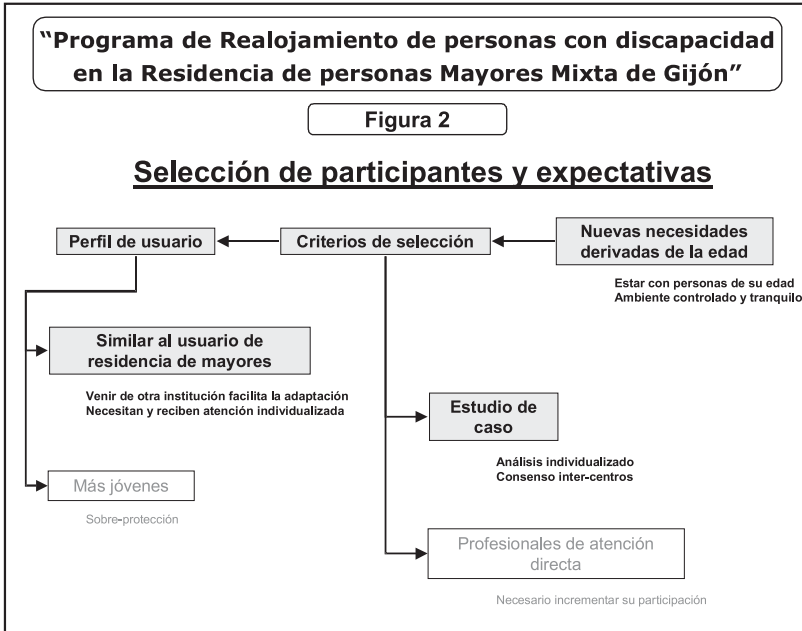 “Programa de Realojamiento de personas con discapacidad
en la Residencia de personas Mayores Mixta de Gijón”
Figura 2
Selección de participantes y expectativas
Perfil de usuario
Criterios de selección
Nuevas necesidades
derivadas de la edad
Estar con personas de su edad
Ambiente controlado y tranquilo
Similar al usuario de
residencia de mayores
Venir de otra institución facilita la adaptación
Necesitan y reciben atención individualizada
Estudio de
caso
Análisis individualizado
Consenso inter-centros
Más jóvenes
Sobre-protección
Profesionales de atención
directa
Necesario incrementar su participación